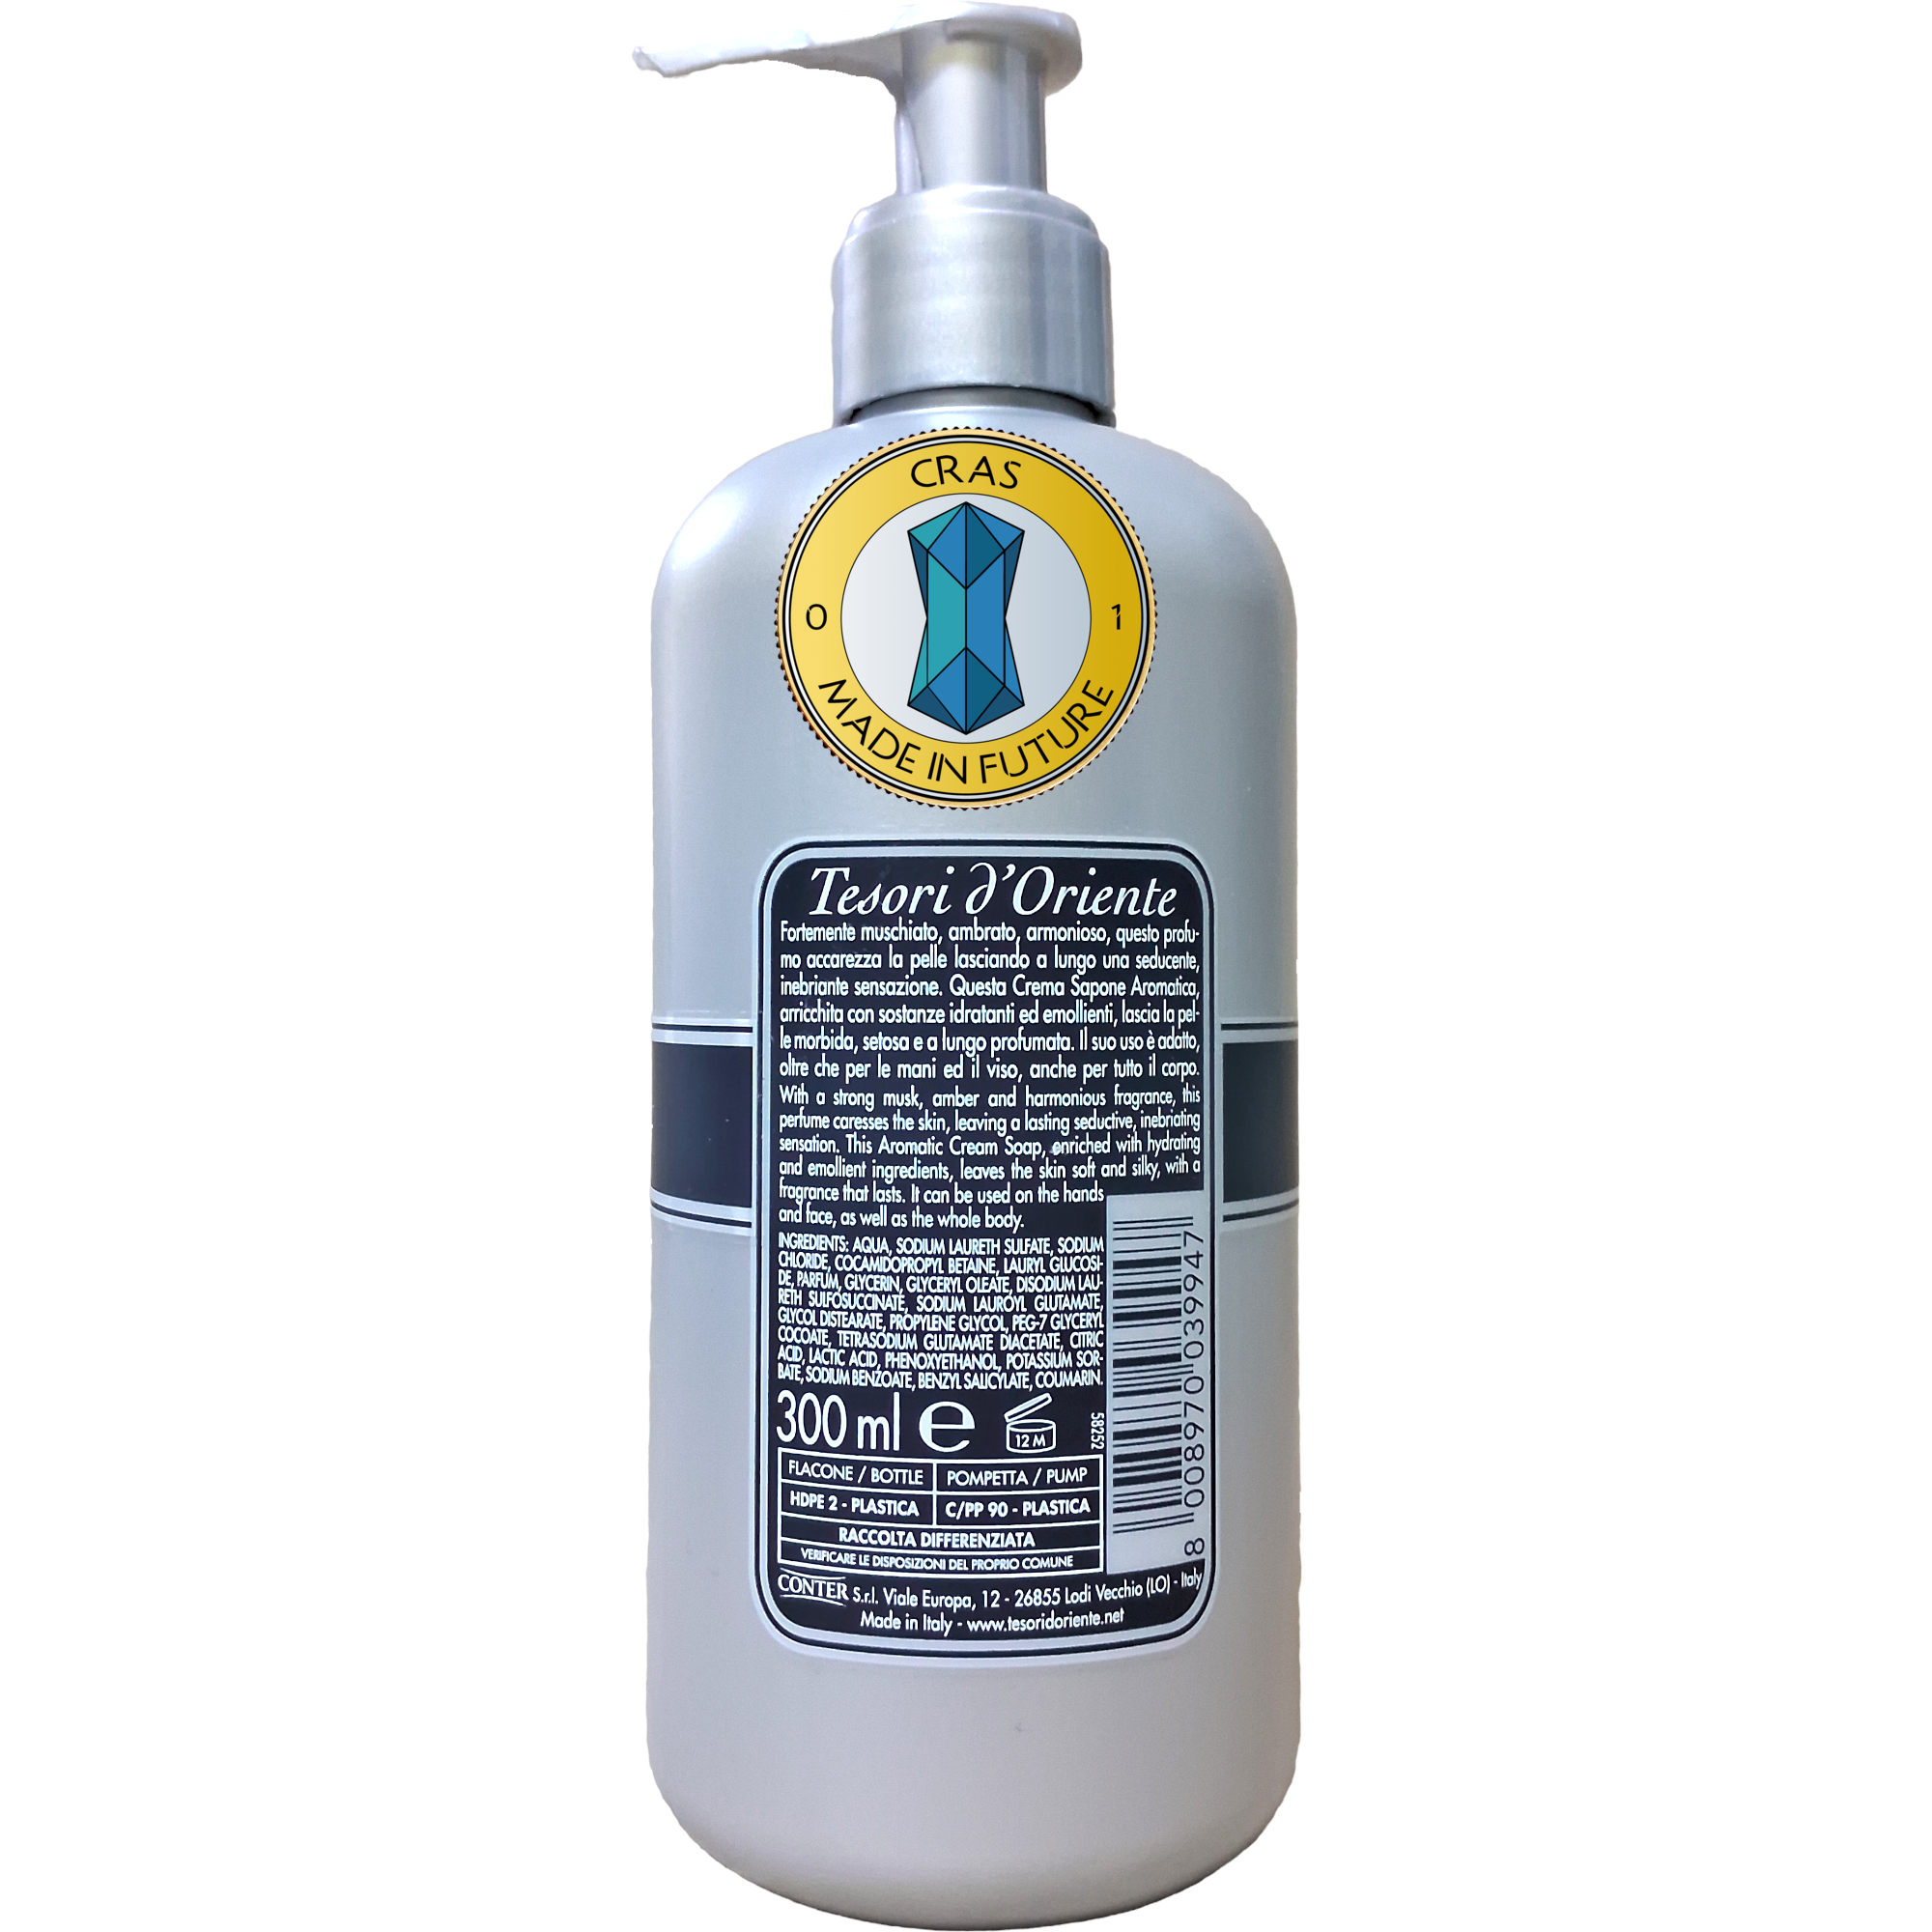 CRAS
0 1
MADE IN FUTURE
Tesori d'Oriente
Fortemente muschiato, ambrato, armonioso, questo profu-
mo accarezza la pelle lasciando a lungo una seducente,
inebriante sensazione. Questa Crema Sapone Aromatica,
arricchita con sostanze idratanti ed emollienti, lascia la pel-
le morbida, setosa e a lungo profumata. Il suo uso è adatto,
oltre che per le mani ed il viso, anche per tutto il corpo.
With a strong musk, amber and harmonious fragrance, this
perfume caresses the skin, leaving a lasting seductive, inebriating
sensation. This Aromatic Cream Soap, enriched with hydrating
and emollient ingredients, leaves the skin soft and silky, with a
fragrance that lasts. It can be used on the hands
and face, as well as the whole body.
INGREDIENTS: AQUA, SODIUM LAURETH SULFATE, SODIUM
CHLORIDE, COCAMIDOPROPYL BETAINE, LAURYL GLUCOSI-
DE, PARFUM, GLYCERIN, GLYCERYL OLEATE, DISODIUM LAU-
RETH SULFOSUCCINATE, SODIUM LAUROYL GLUTAMATE,
GLYCOL DISTEARATE, PROPYLENE GLYCOL, PEG-7 GLYCERYL
COCOATE, TETRASODIUM GLUTAMATE DIACETATE, CITRIC
ACID, LACTIC ACID, PHENOXYETHANOL, POTASSIUM SOR-
BATE, SODIUM BENZOATE, BENZYL SALICYLATE, COUMARIN.
300 ml e 12 M
58252
8 008970 039947
FLACONE / BOTTLE POMPETTA / PUMP
HDPE 2 - PLASTICA C/PP 90 - PLASTICA
RACCOLTA DIFFERENZIATA
VERIFICARE LE DISPOSIZIONI DEL PROPRIO COMUNE
CONTER S.r.l. Viale Europa, 12 - 26855 Lodi Vecchio (LO) - Italy
Made in Italy - www.tesoridoriente.net